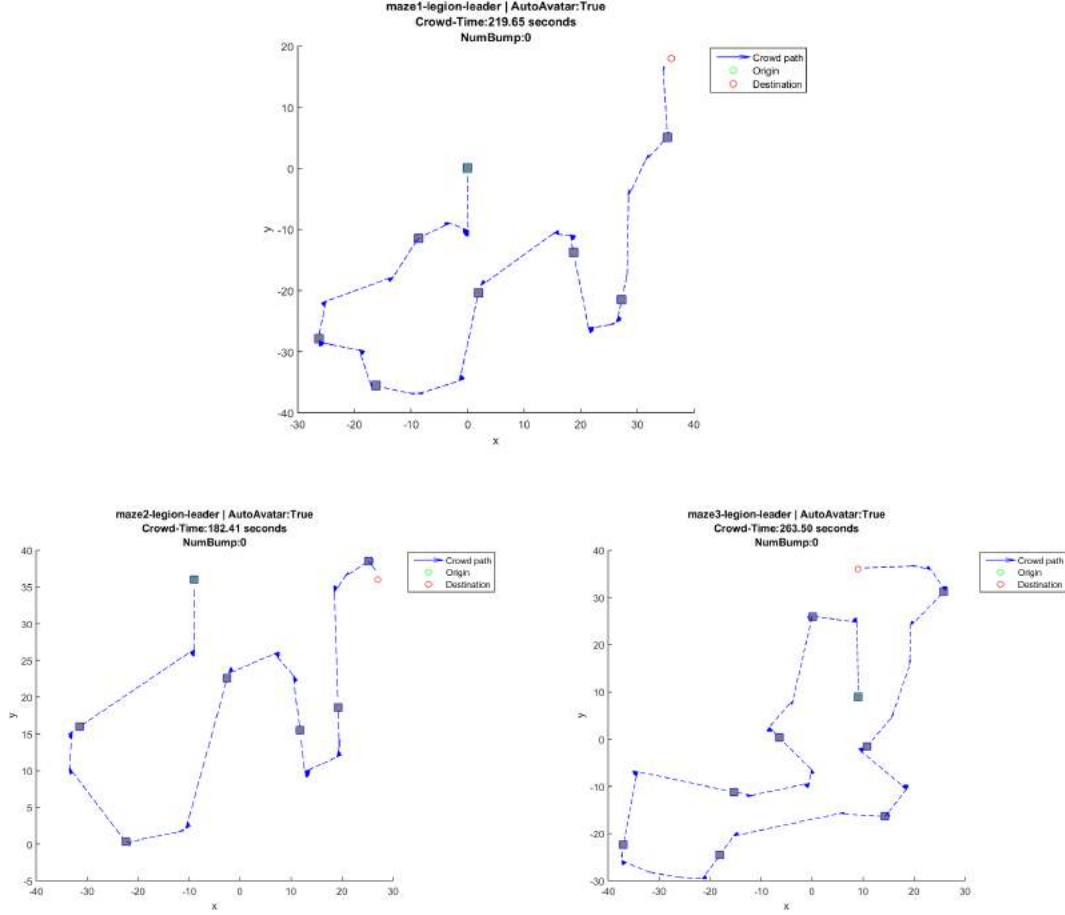 maze1-legion-leader | AutoAvatar:True
Crowd-Time:219.65 seconds
NumBump:0
Crowd path
Origin
Destination
20
10
0
-10
-20
-30
-40
y
-30 -20 -10 0 10 20 30 40
x
maze2-legion-leader | AutoAvatar:True
Crowd-Time:182.41 seconds
NumBump:0
Crowd path
Origin
Destination
40
35
30
25
20
15
10
5
0
-5
y
-40 -30 -20 -10 0 10 20 30
x
maze3-legion-leader | AutoAvatar:True
Crowd-Time:263.50 seconds
NumBump:0
Crowd path
Origin
Destination
40
30
20
10
0
-10
-20
-30
y
-40 -30 -20 -10 0 10 20 30
x